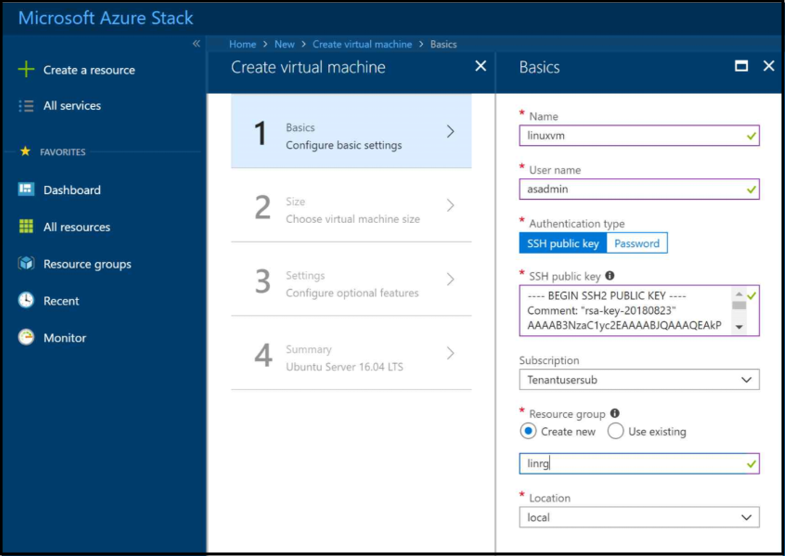 Microsoft Azure Stack
«
Home > New > Create virtual machine > Basics
Create a resource
All services
FAVORITES
Dashboard
All resources
Resource groups
Recent
Monitor
Create virtual machine
1
Basics
Configure basic settings
2
Size
Choose virtual machine size
3
Settings
Configure optional features
4
Summary
Ubuntu Server 16.04 LTS
Basics
* Name
linuxvm
* User name
asadmin
* Authentication type
SSH public key Password
* SSH public key
---- BEGIN SSH2 PUBLIC KEY ----
Comment: "rsa-key-20180823"
AAAAB3NzaC1yc2EAAAABJQAAAQEAkP
Subscription
Tenantusersub
* Resource group
Create new Use existing
linrg
* Location
local